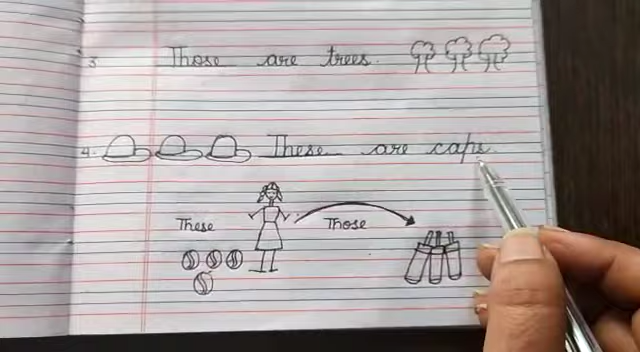 3 Those are trees.
4. These are caps
These Those